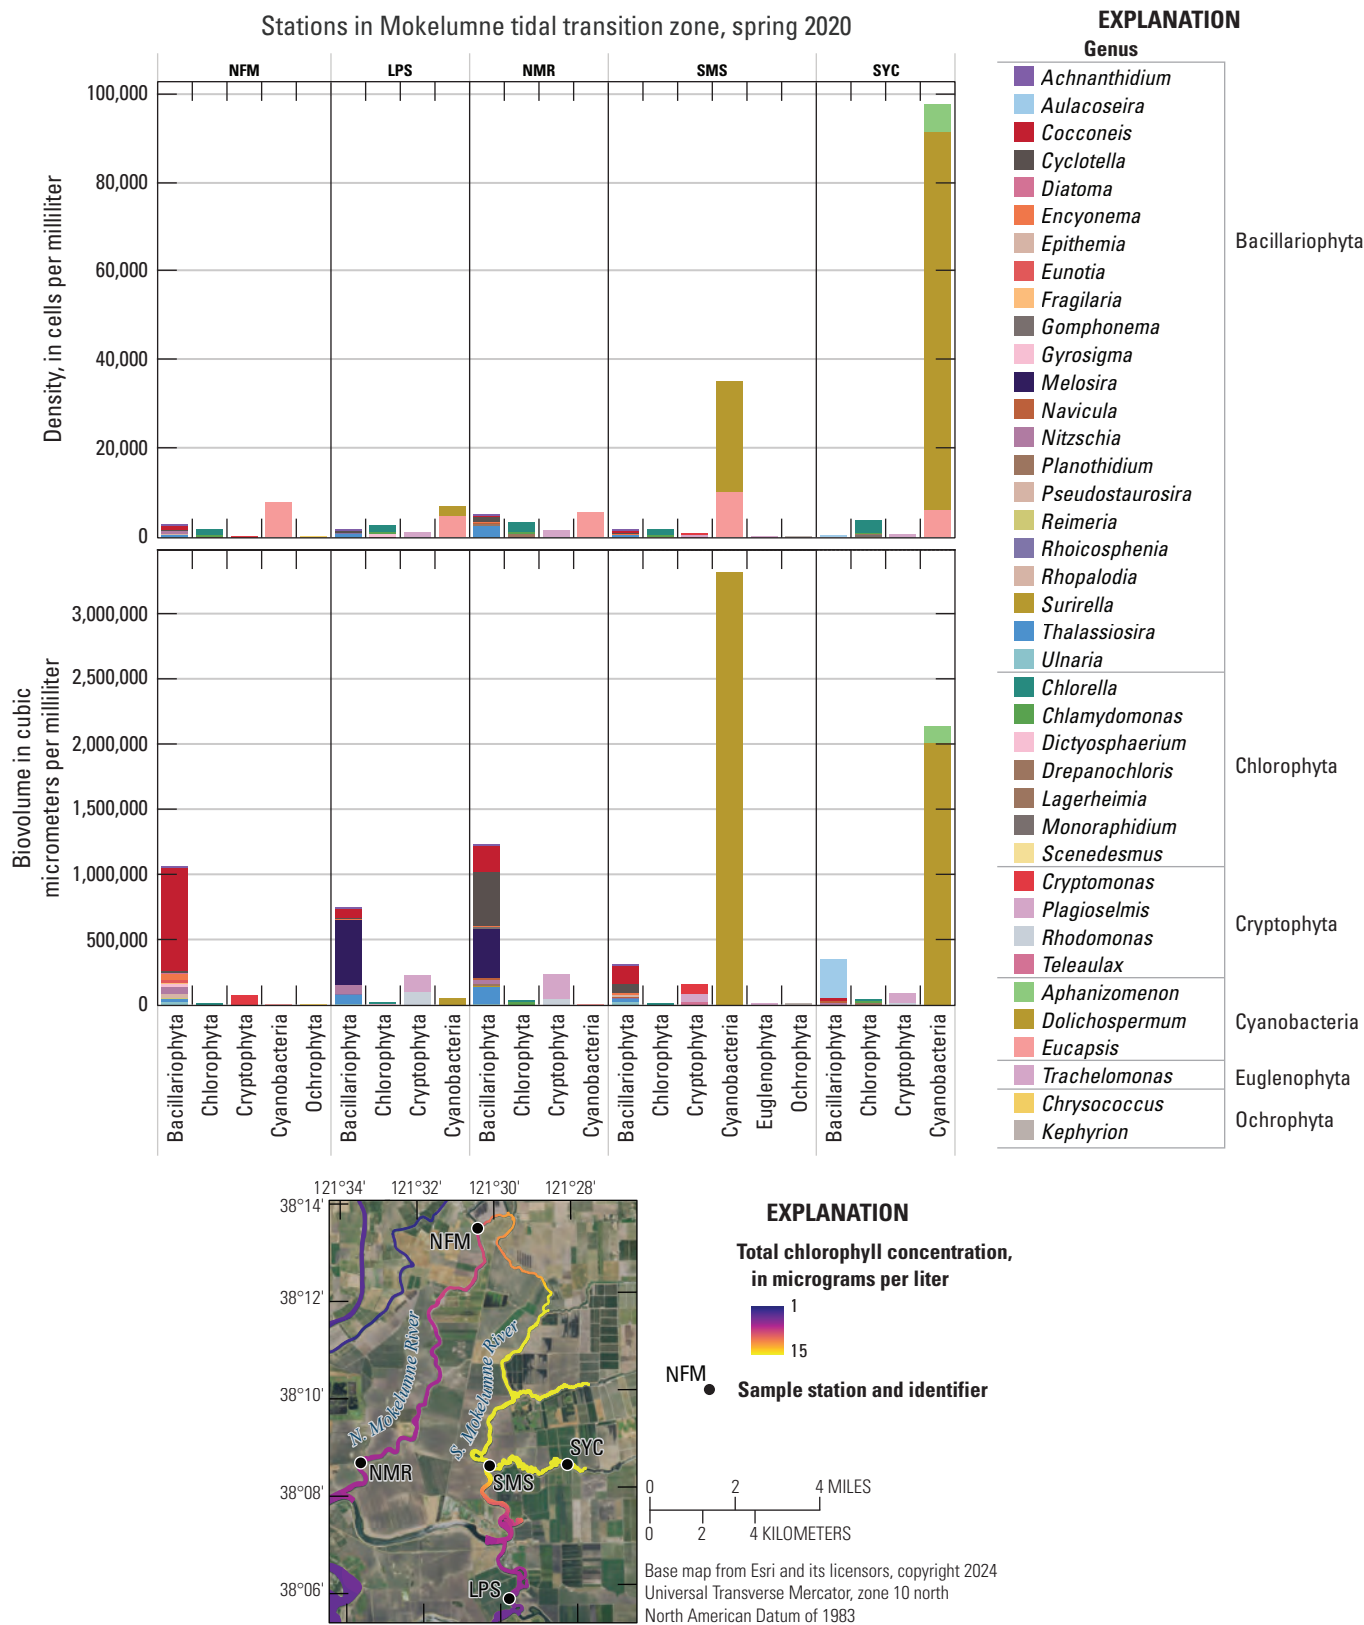 Stations in Mokelumne tidal transition zone, spring 2020
NFM
LPS
NMR
SMS
SYC
Density, in cells per milliliter
100,000
80,000
60,000
40,000
20,000
0
Biovolume in cubic
micrometers per milliliter
3,000,000
2,500,000
2,000,000
1,500,000
1,000,000
500,000
0
Bacillariophyta
Chlorophyta
Cryptophyta
Cyanobacteria
Ochrophyta
Bacillariophyta
Chlorophyta
Cryptophyta
Cyanobacteria
Bacillariophyta
Chlorophyta
Cryptophyta
Cyanobacteria
Bacillariophyta
Chlorophyta
Cryptophyta
Cyanobacteria
Euglenophyta
Ochrophyta
Bacillariophyta
Chlorophyta
Cryptophyta
Cyanobacteria
EXPLANATION
Genus
Achnanthidium
Aulacoseira
Cocconeis
Cyclotella
Diatoma
Encyonema
Epithemia
Eunotia
Fragilaria
Gomphonema
Gyrosigma
Melosira
Navicula
Nitzschia
Planothidium
Pseudostaurosira
Reimeria
Rhoicosphenia
Rhopalodia
Surirella
Thalassiosira
Ulnaria
Bacillariophyta
Chlorella
Chlamydomonas
Dictyosphaerium
Drepanochloris
Lagerheimia
Monoraphidium
Scenedesmus
Chlorophyta
Cryptomonas
Plagioselmis
Rhodomonas
Teleaulax
Cryptophyta
Aphanizomenon
Dolichospermum
Eucapsis
Cyanobacteria
Trachelomonas
Euglenophyta
Chrysococcus
Kephyrion
Ochrophyta
121°34' 121°32' 121°30' 121°28'
38°14'
38°12'
38°10'
38°08'
38°06'
NFM
N. Mokelumne River
S. Mokelumne River
NMR
SMS
SYC
LPS
EXPLANATION
Total chlorophyll concentration,
in micrograms per liter
1
15
NFM
Sample station and identifier
0 2 4 MILES
0 2 4 KILOMETERS
Base map from Esri and its licensors, copyright 2024
Universal Transverse Mercator, zone 10 north
North American Datum of 1983